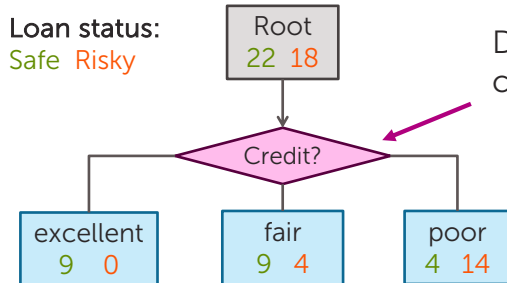 Loan status:
Safe Risky
Root
22 18
D
Credit?
excellent
9 0
fair
9 4
poor
4 14